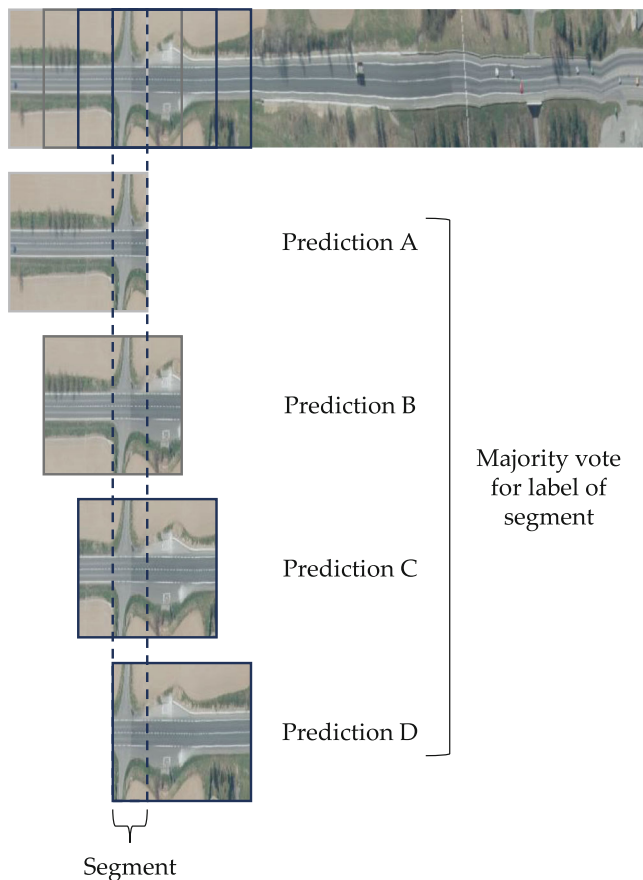 Prediction A
Prediction B
Majority vote
for label of
segment
Prediction C
Prediction D
Segment